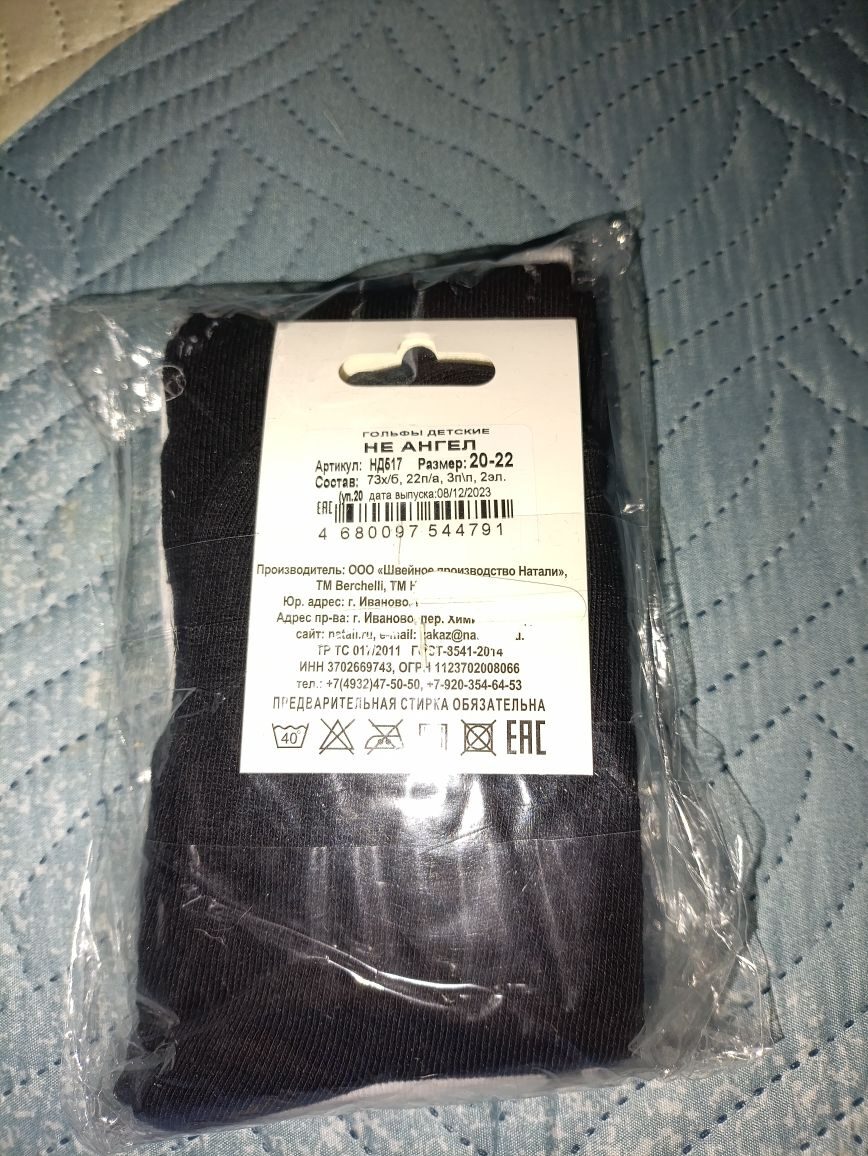 ГОЛЬФЫ ДЕТСКИЕ
НЕ АНГЕЛ
Артикул: НД617 Размер: 20-22
Состав: 73х/б, 22п/а, 3п\п, 2эл.
(уп.20 дата выпуска:08/12/2023
EAC
4 680097 544791
Производитель: ООО «Швейное производство Натали»,
ТМ Berchelli, ТМ
Юр. адрес: г. Иваново,
Адрес пр-ва: г. Иваново, пер.
сайт: natali.ru, e-mail:
ТР ТС 017/2011 ГОСТ-8541-2014
ИНН 3702669743, ОГРН 1123702008066
тел.: +7(4932)47-50-50, +7-920-354-64-53
ПРЕДВАРИТЕЛЬНАЯ СТИРКА ОБЯЗАТЕЛЬНА
40° EAC